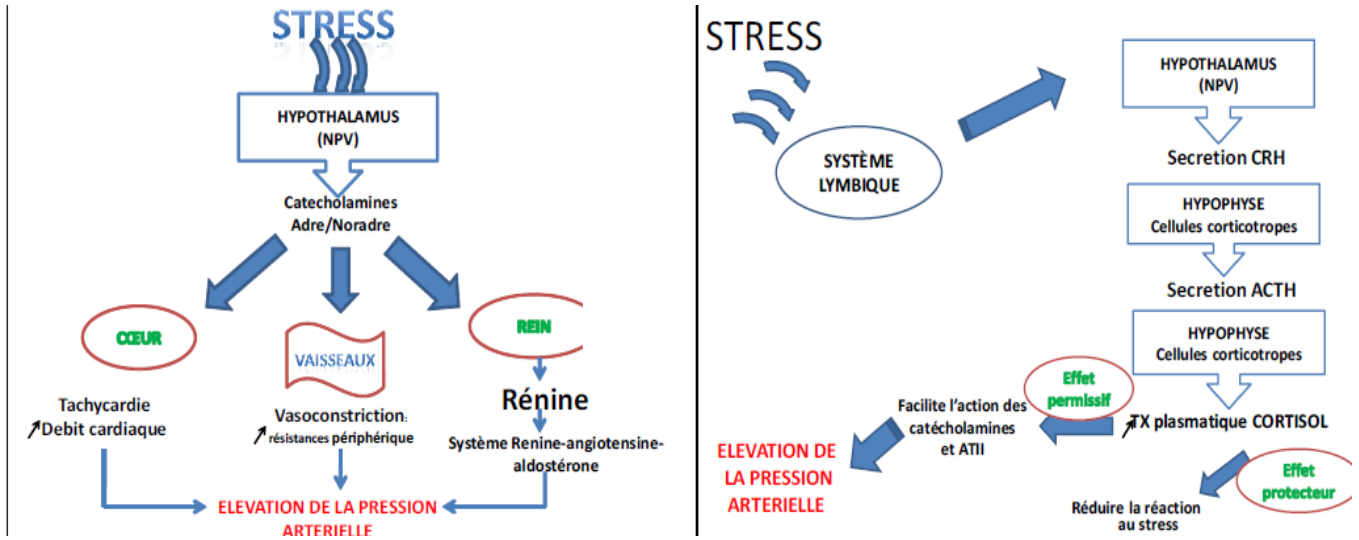 STRESS
HYPOTHALAMUS
(NPV)
Catecholamines
Adre/Noradre
CŒUR
VAISSEAUX
REIN
Tachycardie
Debit cardiaque
Vasoconstriction:
résistances périphérique
Rénine
Système Renine-angiotensine-
aldostérone
ELEVATION DE LA PRESSION
ARTERIELLE
STRESS
SYSTÈME
LYMBIQUE
HYPOTHALAMUS
(NPV)
Secretion CRH
HYPOPHYSE
Cellules corticotropes
Secretion ACTH
HYPOPHYSE
Cellules corticotropes
TX plasmatique CORTISOL
Effet
permissif
Facilite l'action des
catécholamines
et ATII
ELEVATION DE
LA PRESSION
ARTERIELLE
Effet
protecteur
Réduire la réaction
au stress